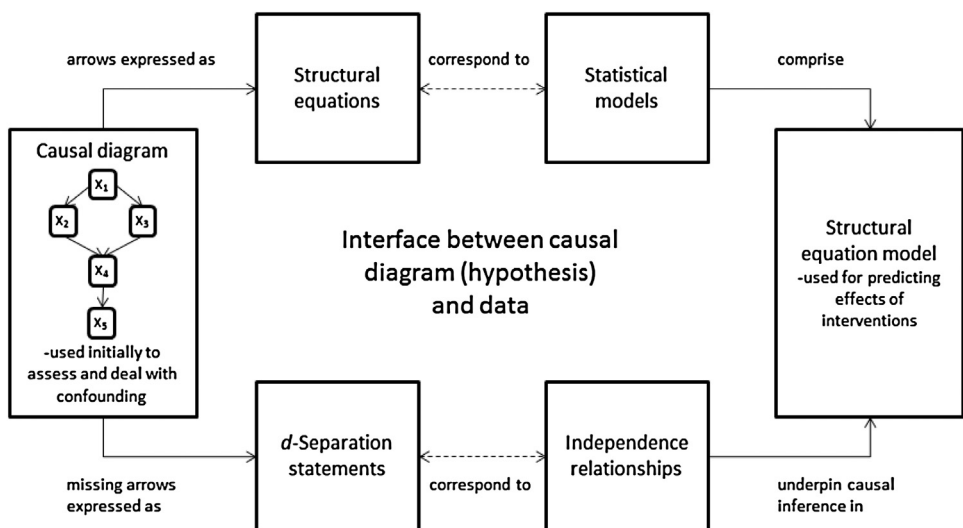 arrows expressed as
Structural
equations
correspond to
Statistical
models
comprise
Causal diagram
X1
X2
X3
X4
X5
-used initially to
assess and deal with
confounding
Interface between causal
diagram (hypothesis)
and data
Structural
equation model
-used for predicting
effects of
interventions
missing arrows
expressed as
d-Separation
statements
correspond to
Independence
relationships
underpin causal
inference in